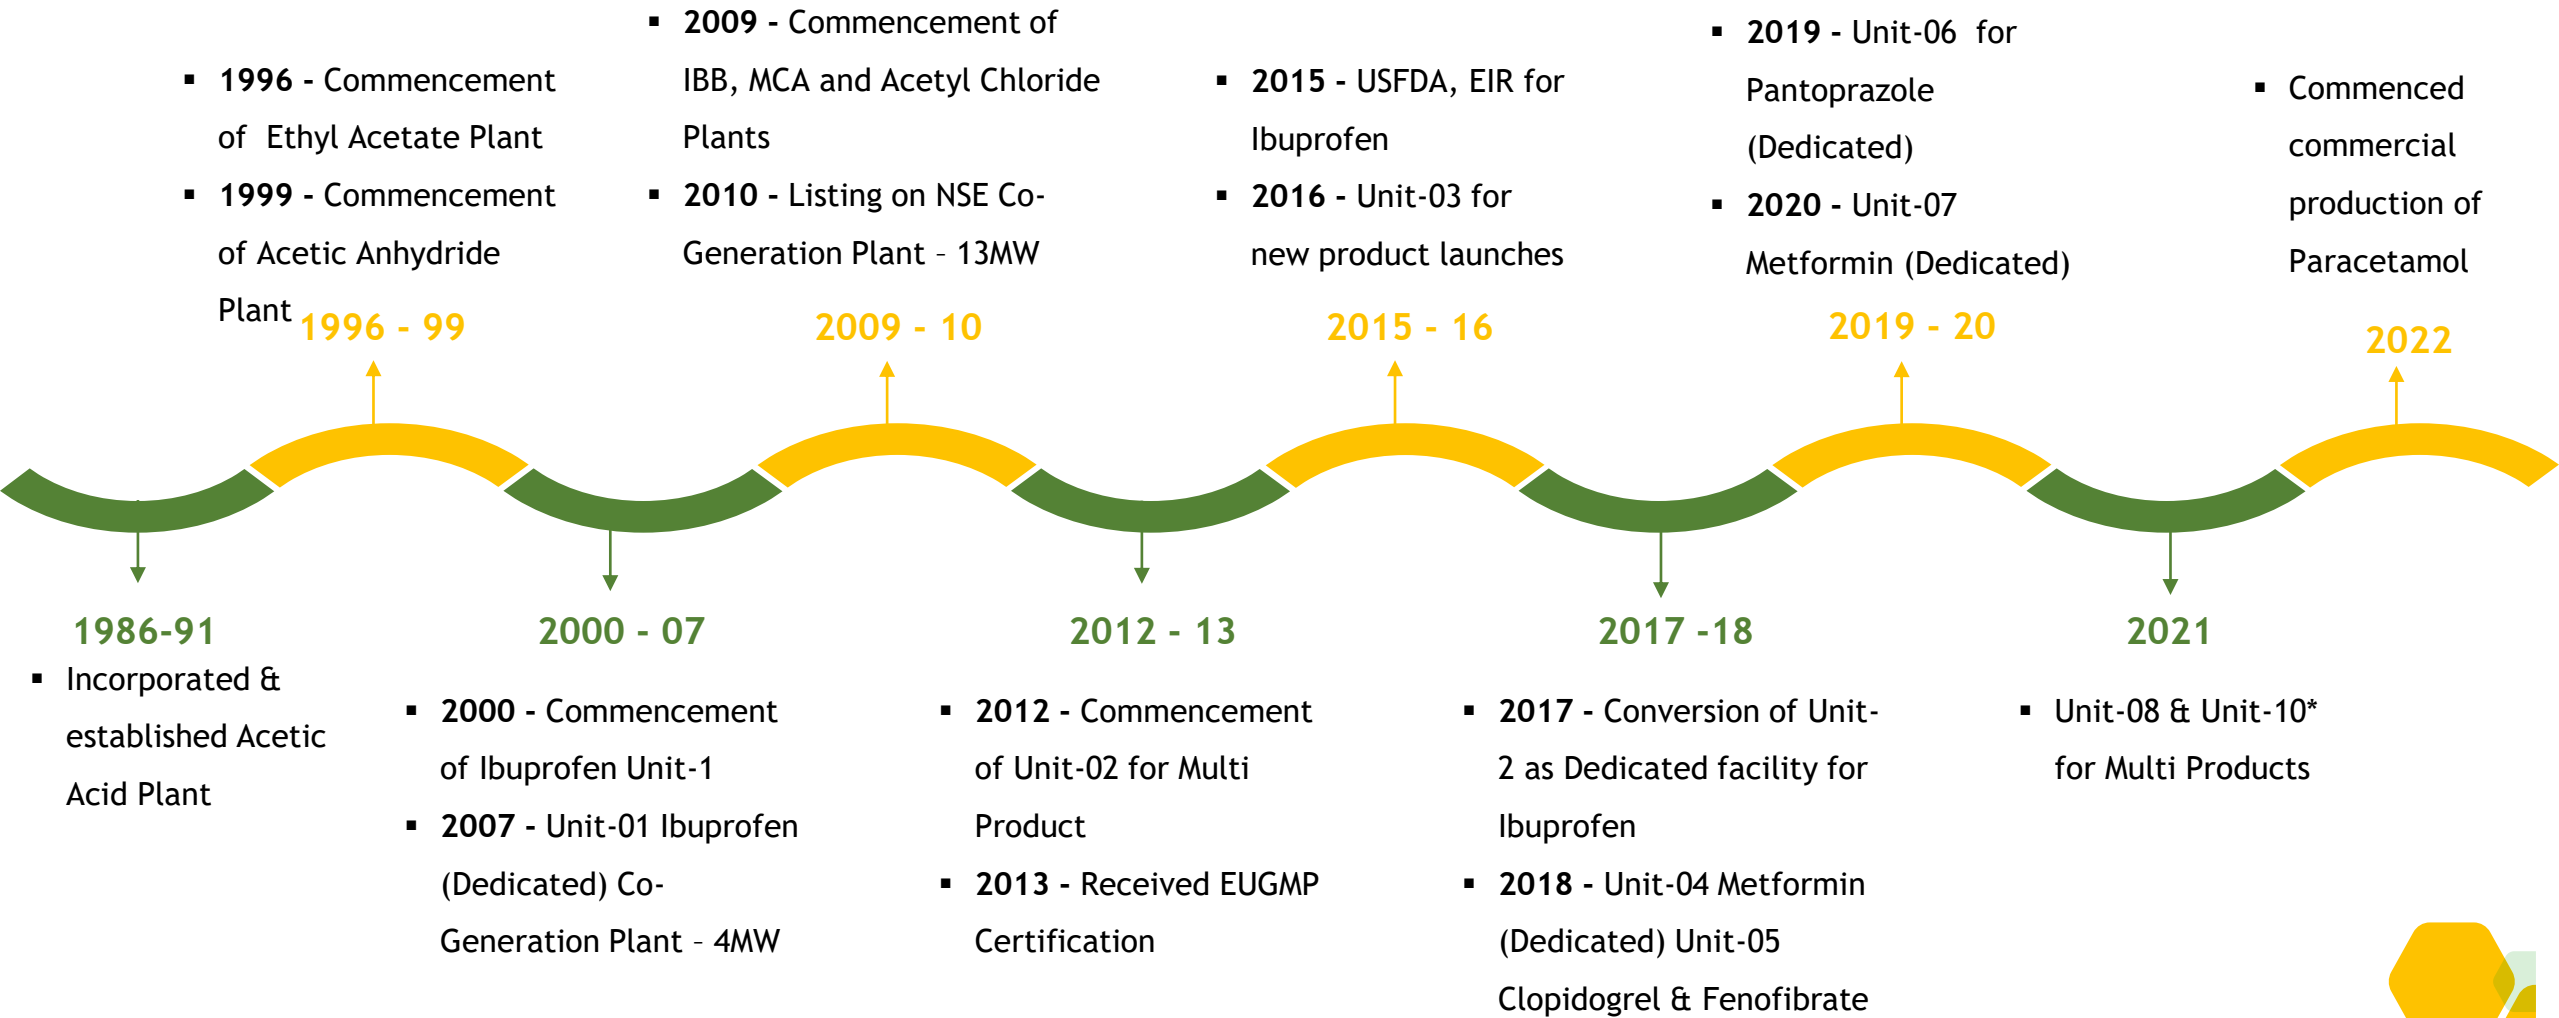 ▪ 1996 - Commencement
of Ethyl Acetate Plant
▪ 1999 - Commencement
of Acetic Anhydride
Plant
1996 - 99
▪ 2009 - Commencement of
IBB, MCA and Acetyl Chloride
Plants
▪ 2010 - Listing on NSE Co-
Generation Plant – 13MW
2009 - 10
▪ 2015 - USFDA, EIR for
Ibuprofen
▪ 2016 - Unit-03 for
new product launches
2015 - 16
▪ 2019 - Unit-06 for
Pantoprazole
(Dedicated)
▪ 2020 - Unit-07
Metformin (Dedicated)
2019 - 20
▪ Commenced
commercial
production of
Paracetamol
2022
1986-91
▪ Incorporated &
established Acetic
Acid Plant
2000 - 07
▪ 2000 - Commencement
of Ibuprofen Unit-1
▪ 2007 - Unit-01 Ibuprofen
(Dedicated) Co-
Generation Plant – 4MW
2012 - 13
▪ 2012 - Commencement
of Unit-02 for Multi
Product
▪ 2013 - Received EUGMP
Certification
2017 -18
▪ 2017 - Conversion of Unit-
2 as Dedicated facility for
Ibuprofen
▪ 2018 - Unit-04 Metformin
(Dedicated) Unit-05
Clopidogrel & Fenofibrate
2021
▪ Unit-08 & Unit-10*
for Multi Products